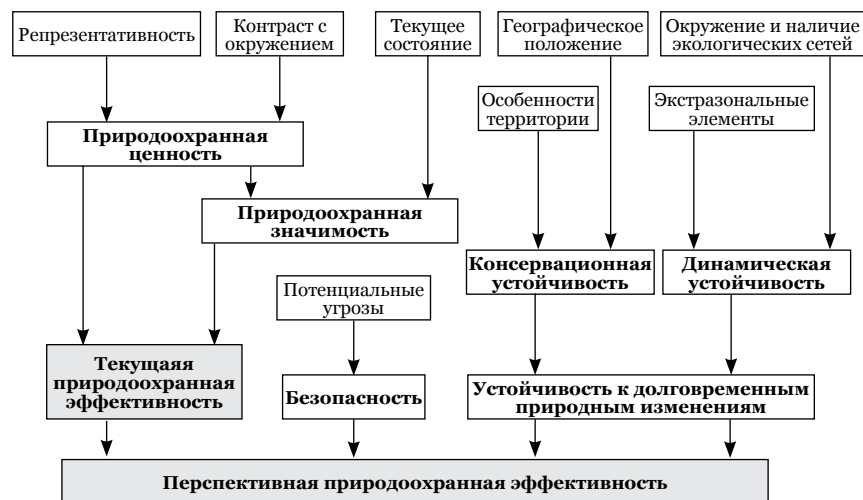 Репрезентативность
Контраст с
окружением
Текущее
состояние
Географическое
положение
Окружение и наличие
экологических сетей
Особенности
территории
Экстразональные
элементы
Природоохранная
ценность
Природоохранная
значимость
Консервационная
устойчивость
Динамическая
устойчивость
Потенциальные
угрозы
Текущаяя
природоохранная
эффективность
Безопасность
Устойчивость к долговременным
природным изменениям
Перспективная природоохранная эффективность